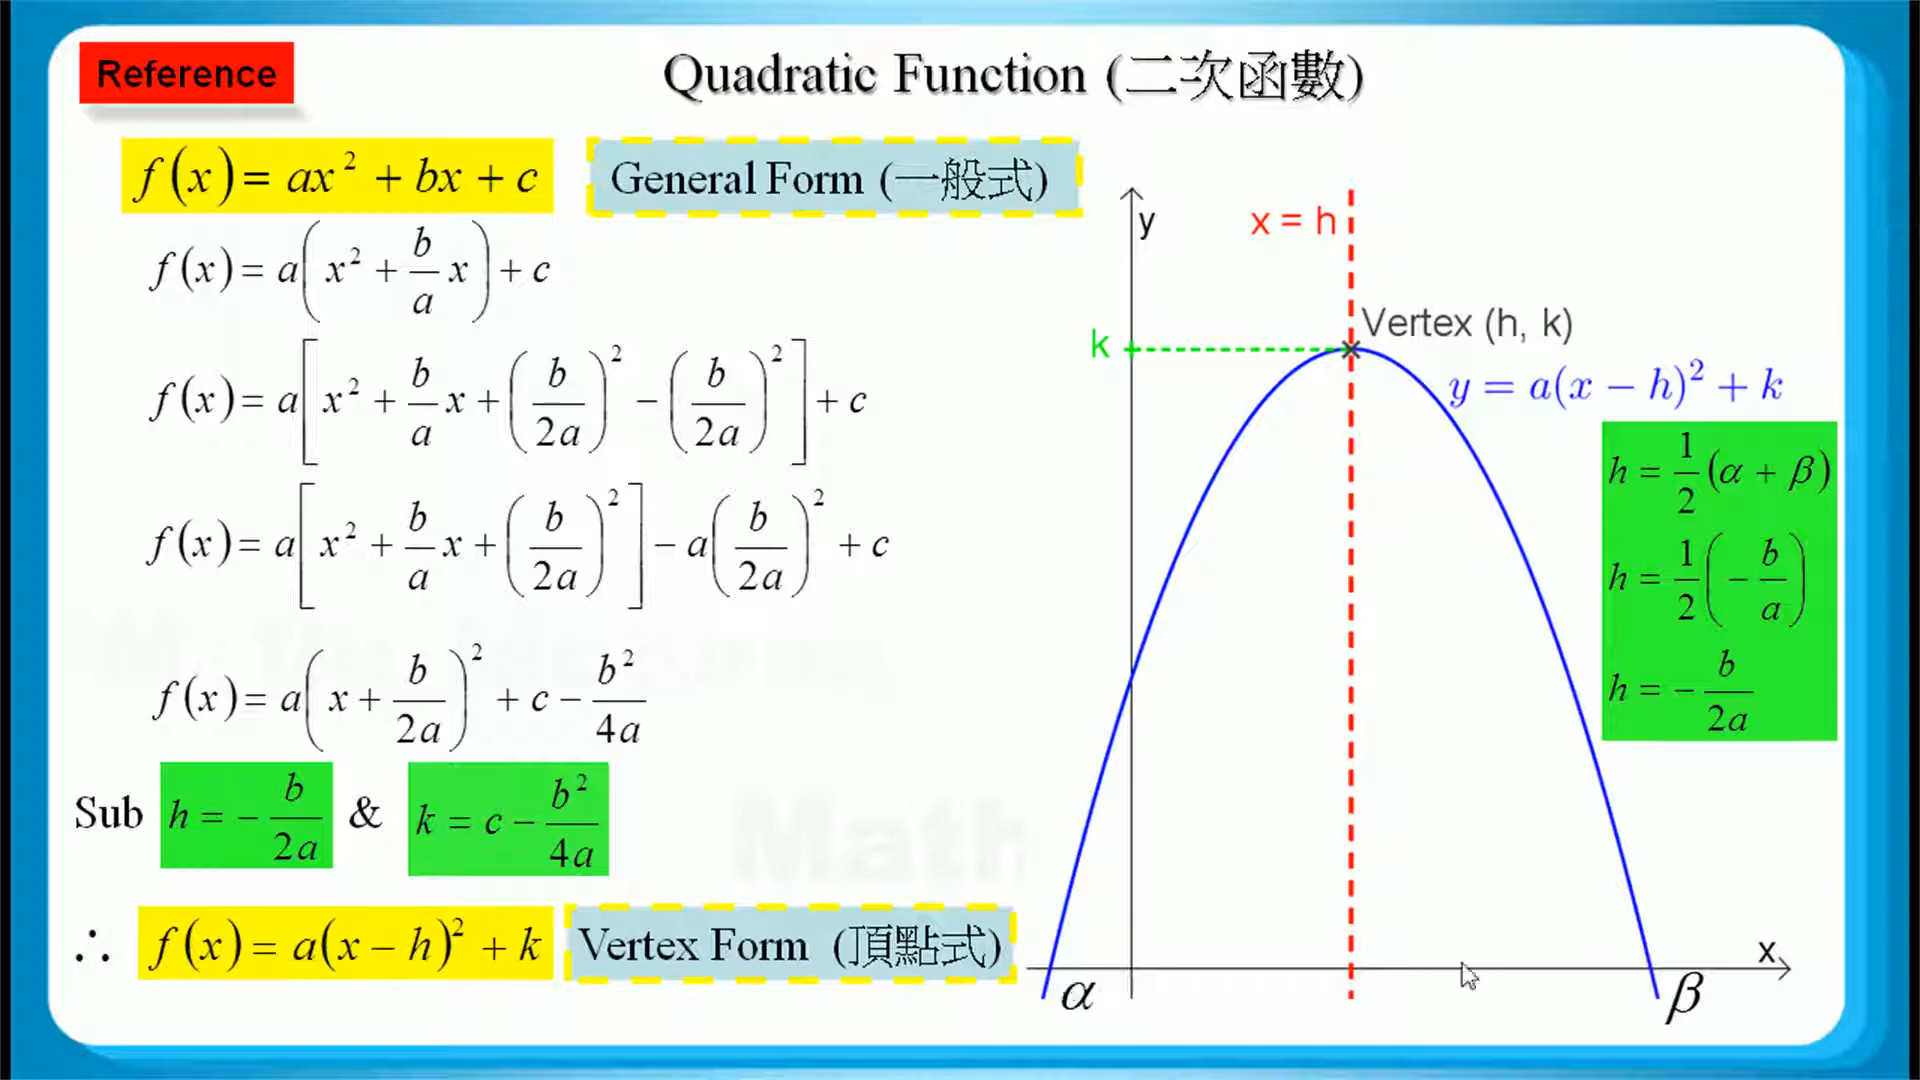 Reference
Quadratic Function (二次函數)
f(x) = ax² + bx + c
General Form (一般式)
f(x) = a(x² + b/a x) + c
f(x) = a[x² + b/a x + (b/2a)² − (b/2a)²] + c
f(x) = a[x² + b/a x + (b/2a)²] − a(b/2a)² + c
f(x) = a(x + b/2a)² + c − b²/4a
Sub h = − b/2a & k = c − b²/4a
∴ f(x) = a(x − h)² + k
Vertex Form (頂點式)
y
x = h
Vertex (h, k)
k
y = a(x − h)² + k
h = 1/2 (α + β)
h = 1/2 (− b/a)
h = − b/2a
x
α
β
Math